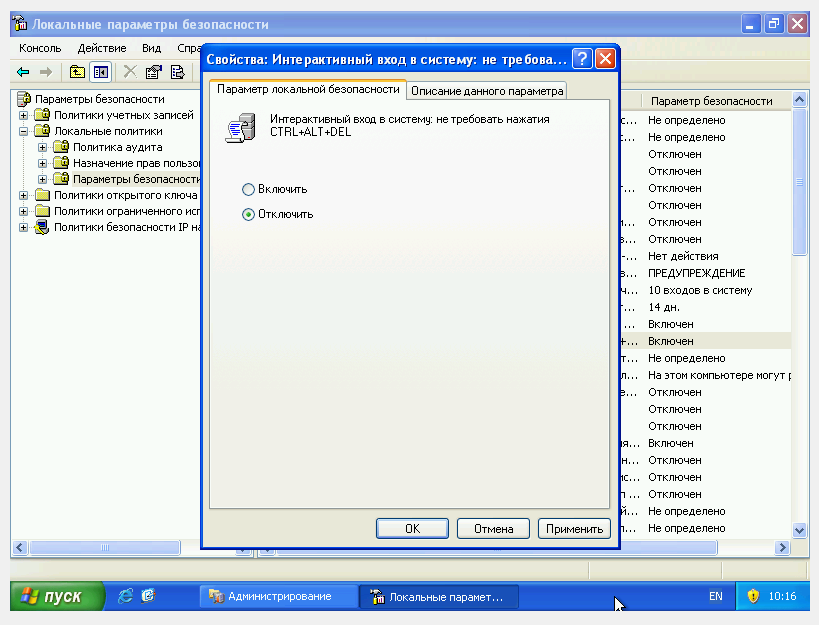 Локальные параметры безопасности
Консоль Действие Вид Спра
Свойства: Интерактивный вход в систему: не требова...
Параметр локальной безопасности
Описание данного параметра
Интерактивный вход в систему: не требовать нажатия
CTRL+ALT+DEL
Включить
Отключить
OK
Отмена
Применить
Параметры безопасности
Политики учетных записей
Локальные политики
Политика аудита
Назначение прав пользо
Параметры безопасности
Политики открытого ключа
Политики ограниченного исп
Политики безопасности IP на
Параметр безопасности
с... Не определено
с... Не определено
Отключен
Отключен
т... Отключен
Отключен
и... Отключен
в... Отключен
-... Нет действия
в... ПРЕДУПРЕЖДЕНИЕ
ч... 10 входов в систему
т... 14 дн.
... Включен
+... Включен
т... Не определено
л... На этом компьютере могут р
е... Отключен
Отключен
Отключен
ия... Включен
н... Отключен
ис... Отключен
п ... Отключен
й... Не определено
п... Не определено
пуск
Администрирование
Локальные парамет...
EN
10:16